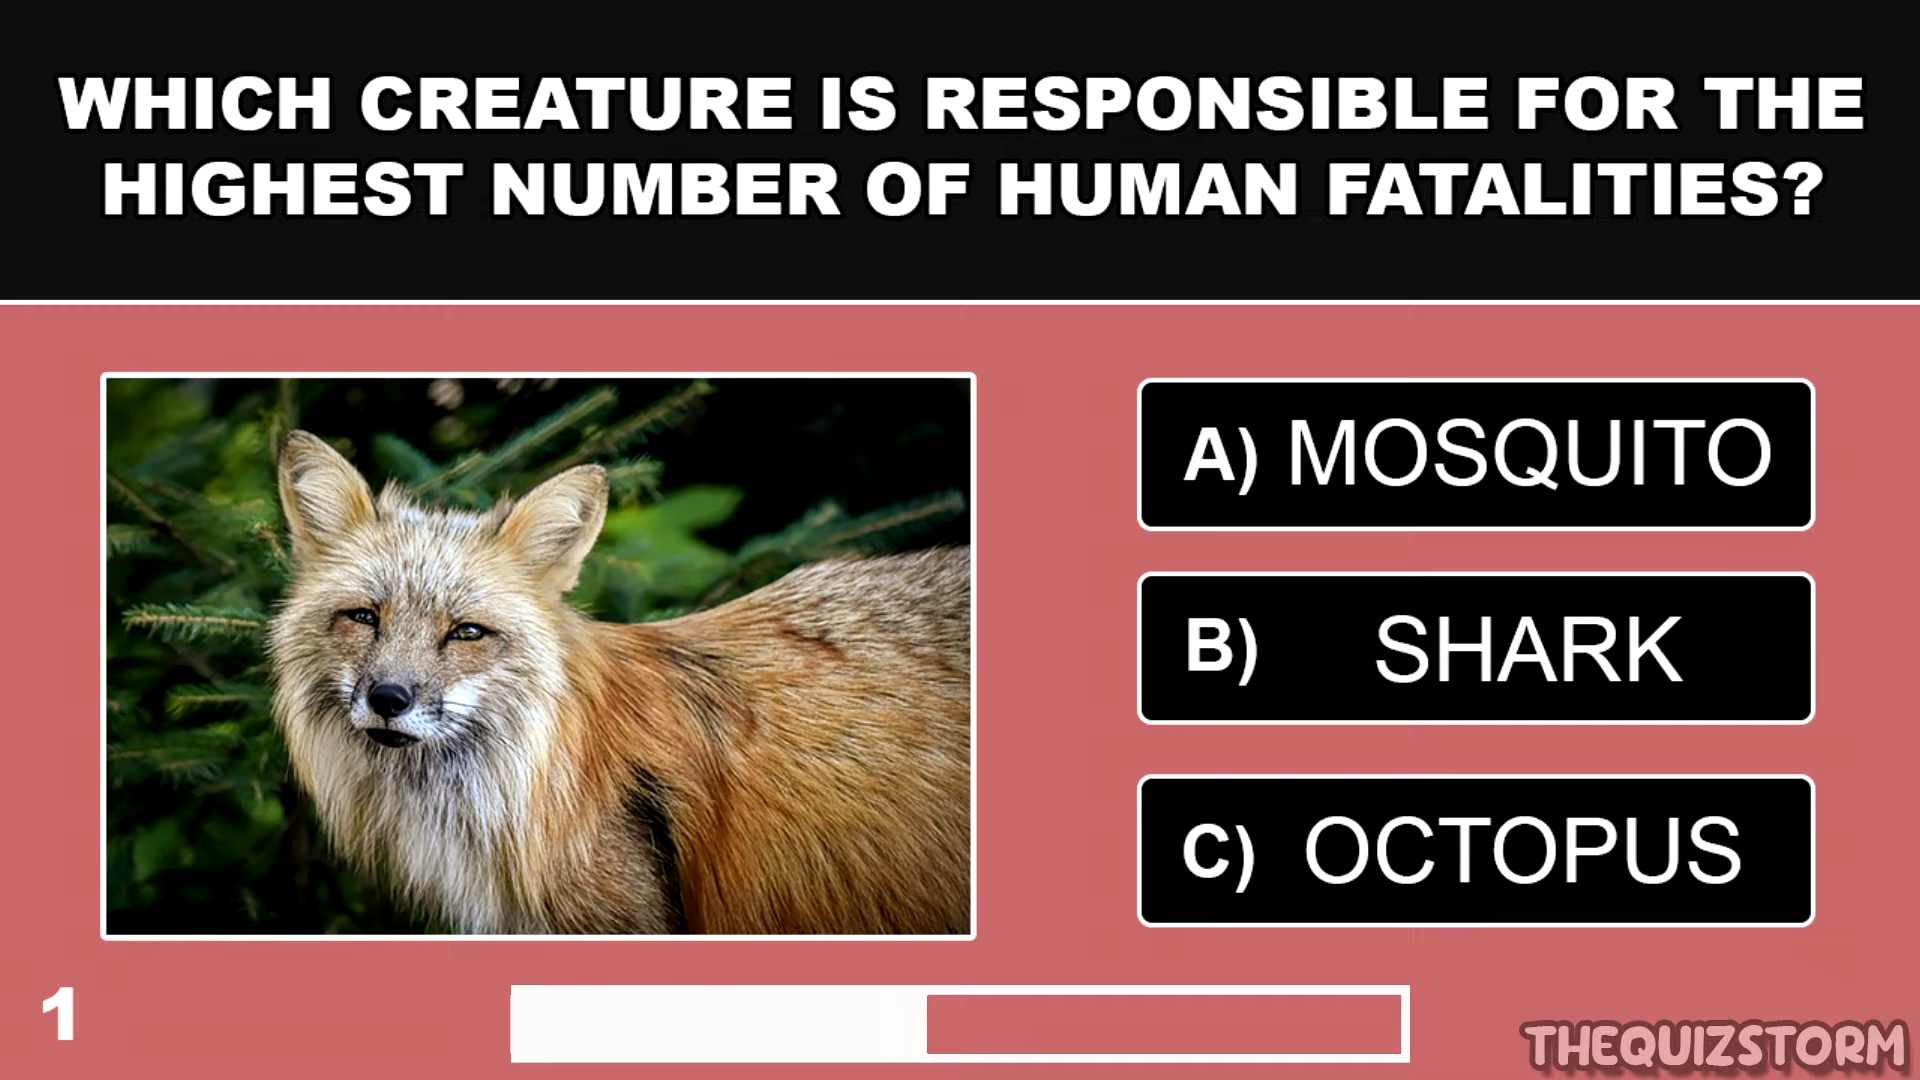 WHICH CREATURE IS RESPONSIBLE FOR THE
HIGHEST NUMBER OF HUMAN FATALITIES?
A) MOSQUITO
B) SHARK
C) OCTOPUS
1
THEQUIZSTORM